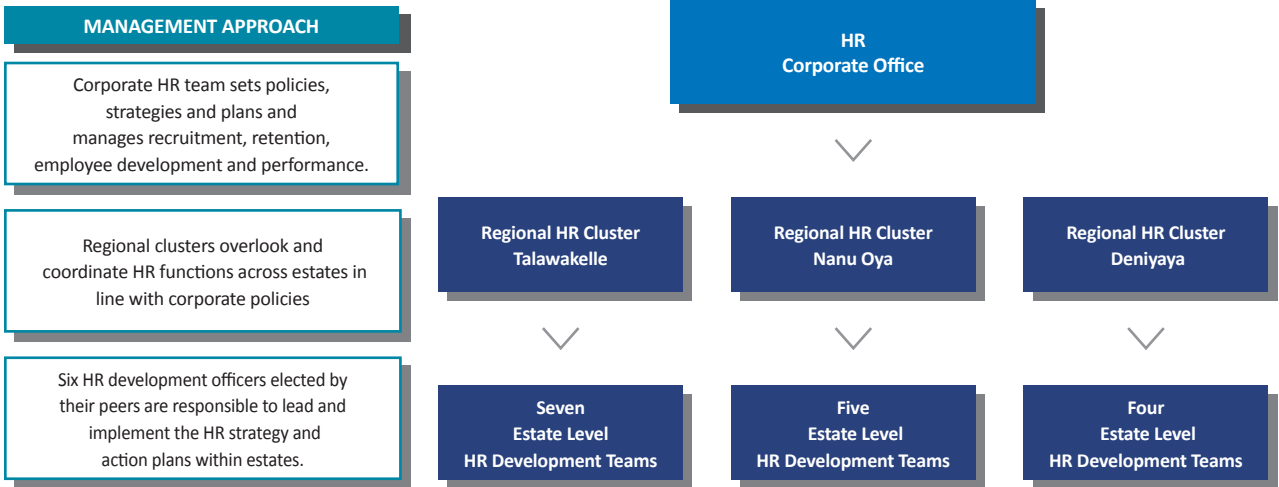 MANAGEMENT APPROACH
Corporate HR team sets policies,
strategies and plans and
manages recruitment, retention,
employee development and performance.
Regional clusters overlook and
coordinate HR functions across estates in
line with corporate policies
Six HR development officers elected by
their peers are responsible to lead and
implement the HR strategy and
action plans within estates.
HR
Corporate Office
Regional HR Cluster
Talawakelle
Regional HR Cluster
Nanu Oya
Regional HR Cluster
Deniyaya
Seven
Estate Level
HR Development Teams
Five
Estate Level
HR Development Teams
Four
Estate Level
HR Development Teams